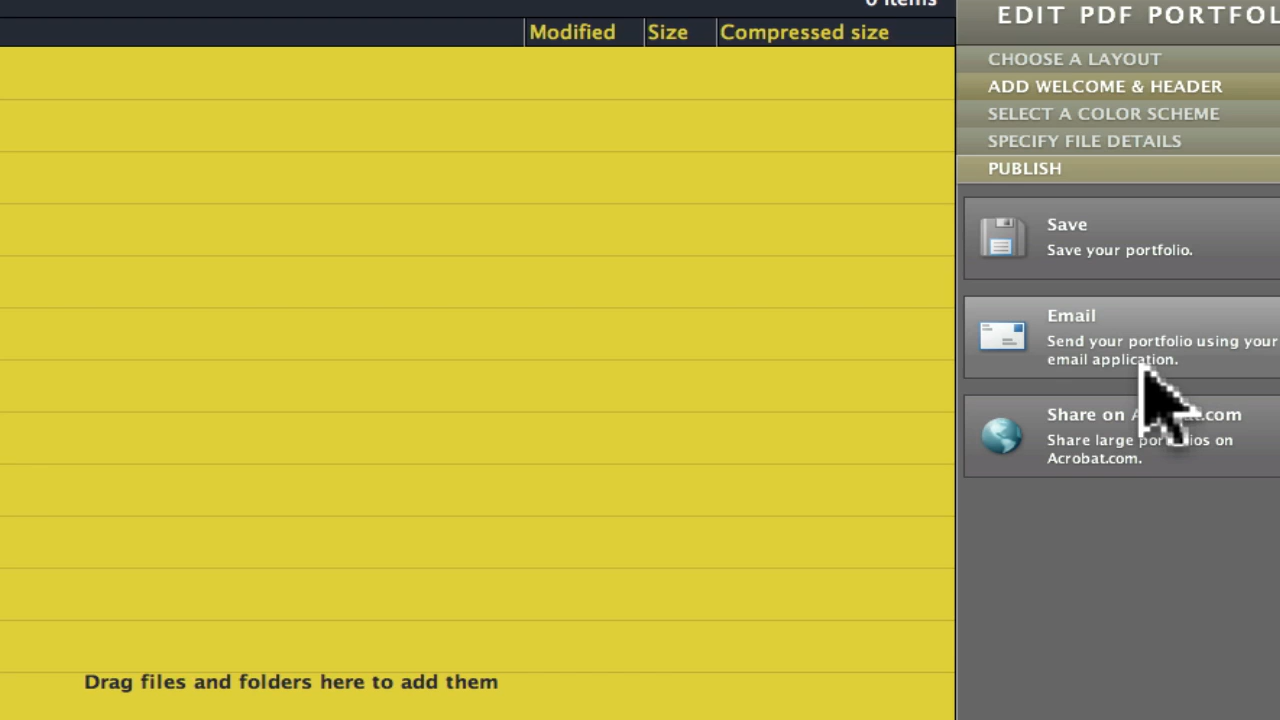 items
EDIT PDF
Modified Size Compressed size
CHOOSE A LAYOUT
ADD WELCOME & HEADER
SELECT A COLOR SCHEME
SPECIFY FILE DETAILS
PUBLISH
Save
Save your portfolio.
Email
Send your portfolio using your
email application.
Share on
Share large on
Acrobat.com.
Drag files and folders here to add them